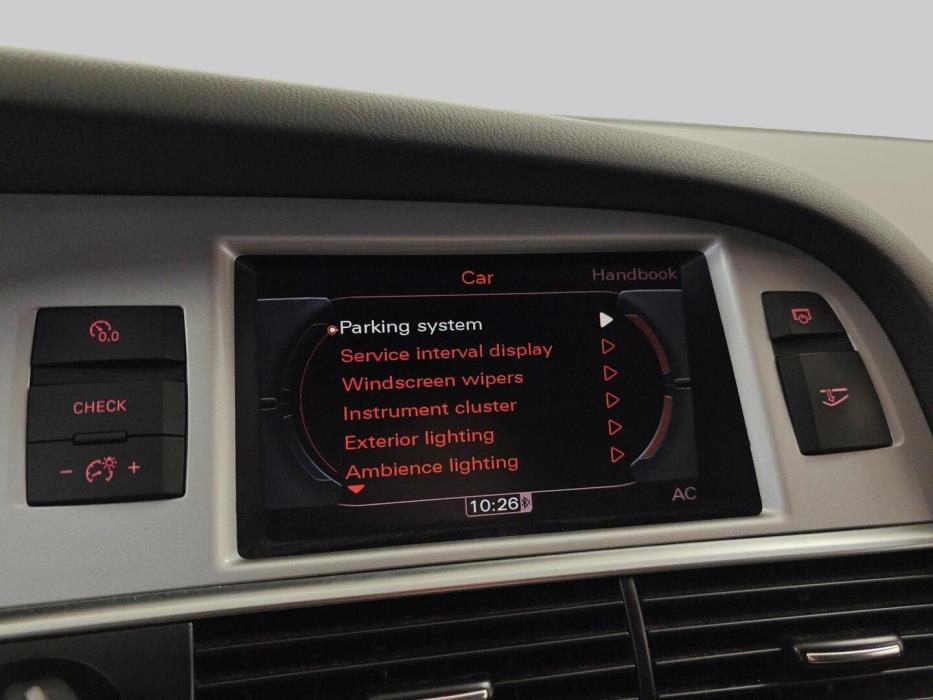 Car
Handbook
Parking system
Service interval display
Windscreen wipers
Instrument cluster
Exterior lighting
Ambience lighting
10:26
AC
0.0
CHECK
- +